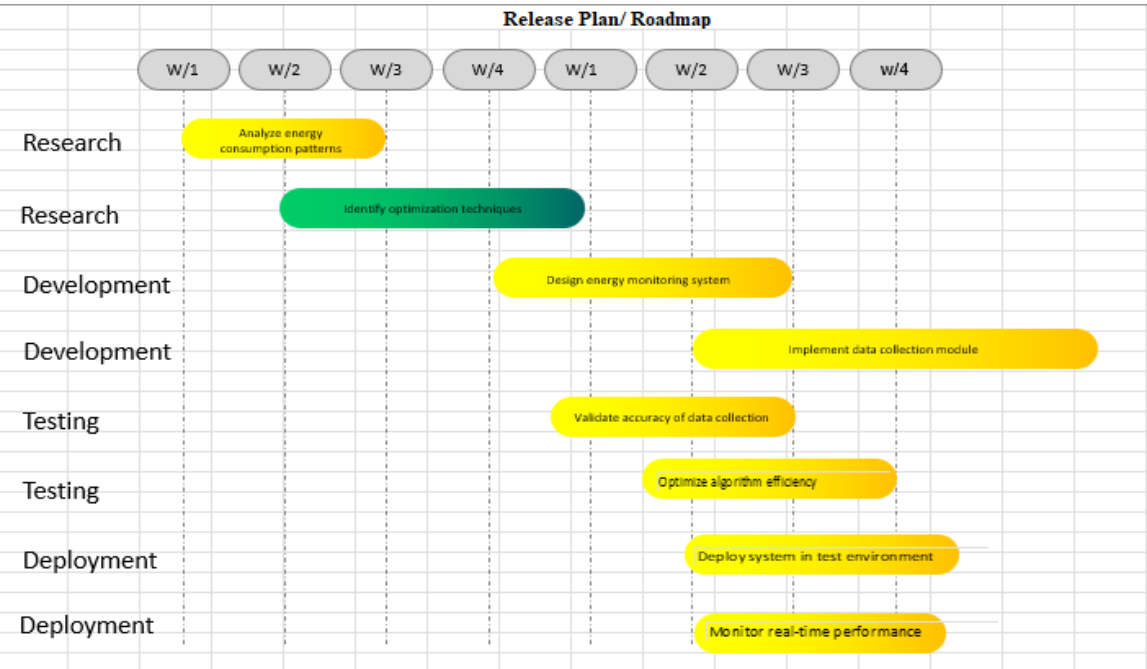 Release Plan/ Roadmap
W/1 W/2 W/3 W/4 W/1 W/2 W/3 w/4
Research
Analyze energy
consumption patterns
Research
Identify optimization techniques
Development
Design energy monitoring system
Development
Implement data collection module
Testing
Validate accuracy of data collection
Testing
Optimize algorithm efficiency
Deployment
Deploy system in test environment
Deployment
Monitor real-time performance